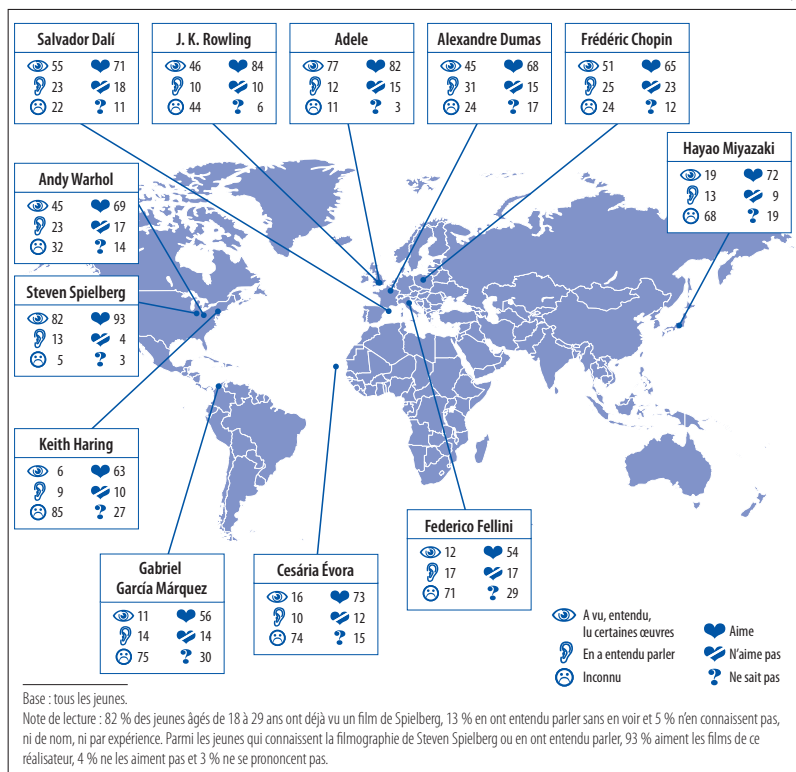 Salvador Dalí
55 71
23 18
22 ? 11
J. K. Rowling
46 84
10 10
44 ? 6
Adele
77 82
12 15
11 ? 3
Alexandre Dumas
45 68
31 15
24 ? 17
Frédéric Chopin
51 65
25 23
24 ? 12
Hayao Miyazaki
19 72
13 9
68 ? 19
Andy Warhol
45 69
23 17
32 ? 14
Steven Spielberg
82 93
13 4
5 ? 3
Keith Haring
6 63
9 10
85 ? 27
Gabriel
García Márquez
11 56
14 14
75 ? 30
Cesária Évora
16 73
10 12
74 ? 15
Federico Fellini
12 54
17 17
71 ? 29
A vu, entendu,
lu certaines œuvres
En a entendu parler
Inconnu
Aime
N'aime pas
? Ne sait pas
Base : tous les jeunes.
Note de lecture : 82 % des jeunes âgés de 18 à 29 ans ont déjà vu un film de Spielberg, 13 % en ont entendu parler sans en voir et 5 % n'en connaissent pas,
ni de nom, ni par expérience. Parmi les jeunes qui connaissent la filmographie de Steven Spielberg ou en ont entendu parler, 93 % aiment les films de ce
réalisateur, 4 % ne les aiment pas et 3 % ne se prononcent pas.